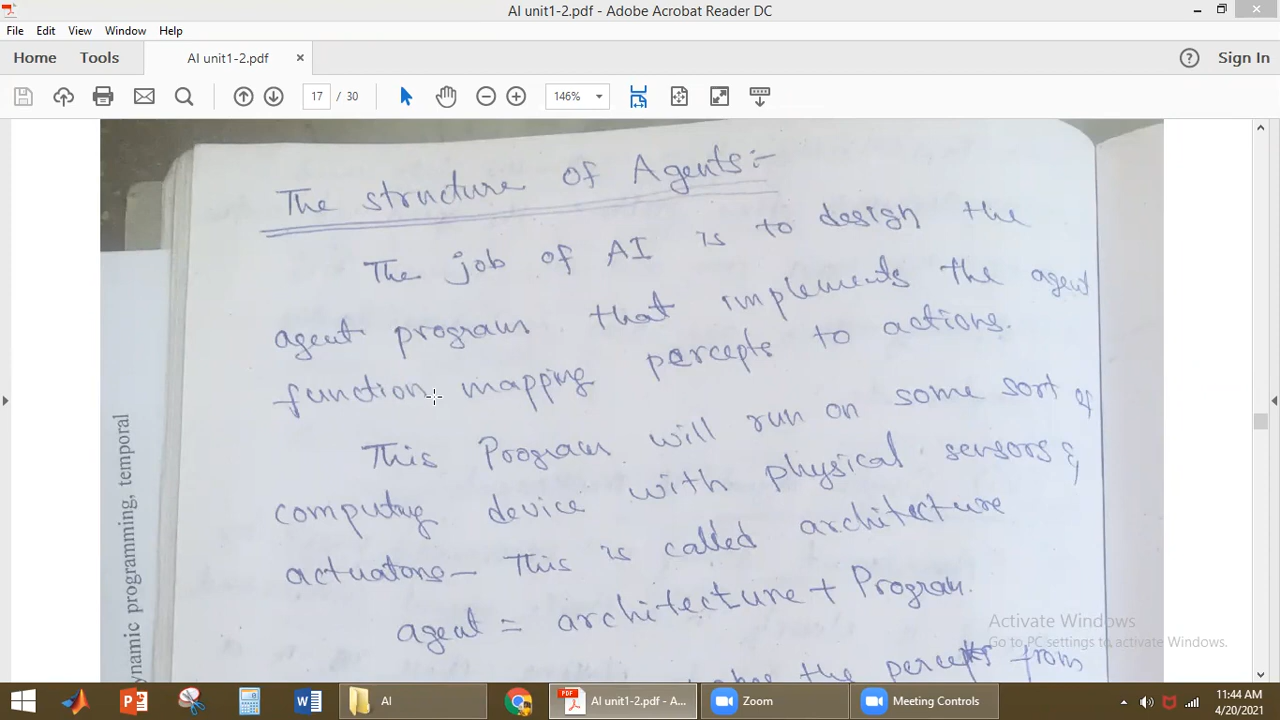 AI unit1-2.pdf - Adobe Acrobat Reader DC
File Edit View Window Help
Home Tools AI unit1-2.pdf × Sign In
17 / 30 146%
The structure of Agents:-
The job of AI is to design the
agent program that implements the agent
function mapping percepts to actions.
This Program will run on some sort of
computing device with physical sensors &
actuators - This is called architecture
agent = architecture + Program.
the percepts from
dynamic programming, temporal
Activate Windows
Go to PC settings to activate Windows.
AI AI unit1-2.pdf - A... Zoom Meeting Controls
11:44 AM
4/20/2021